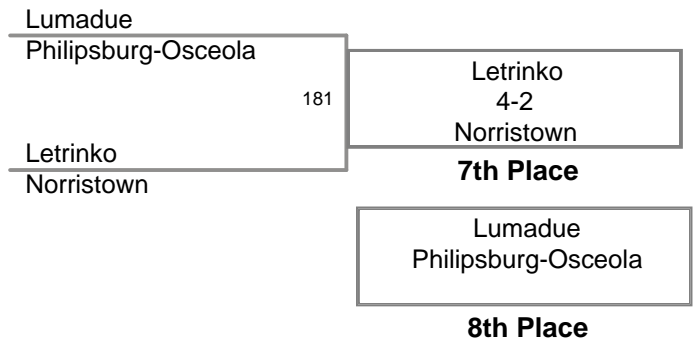 Lumadue
Philipsburg-Osceola
181
Letrinko
Norristown
Letrinko
4-2
Norristown
7th Place
Lumadue
Philipsburg-Osceola
8th Place